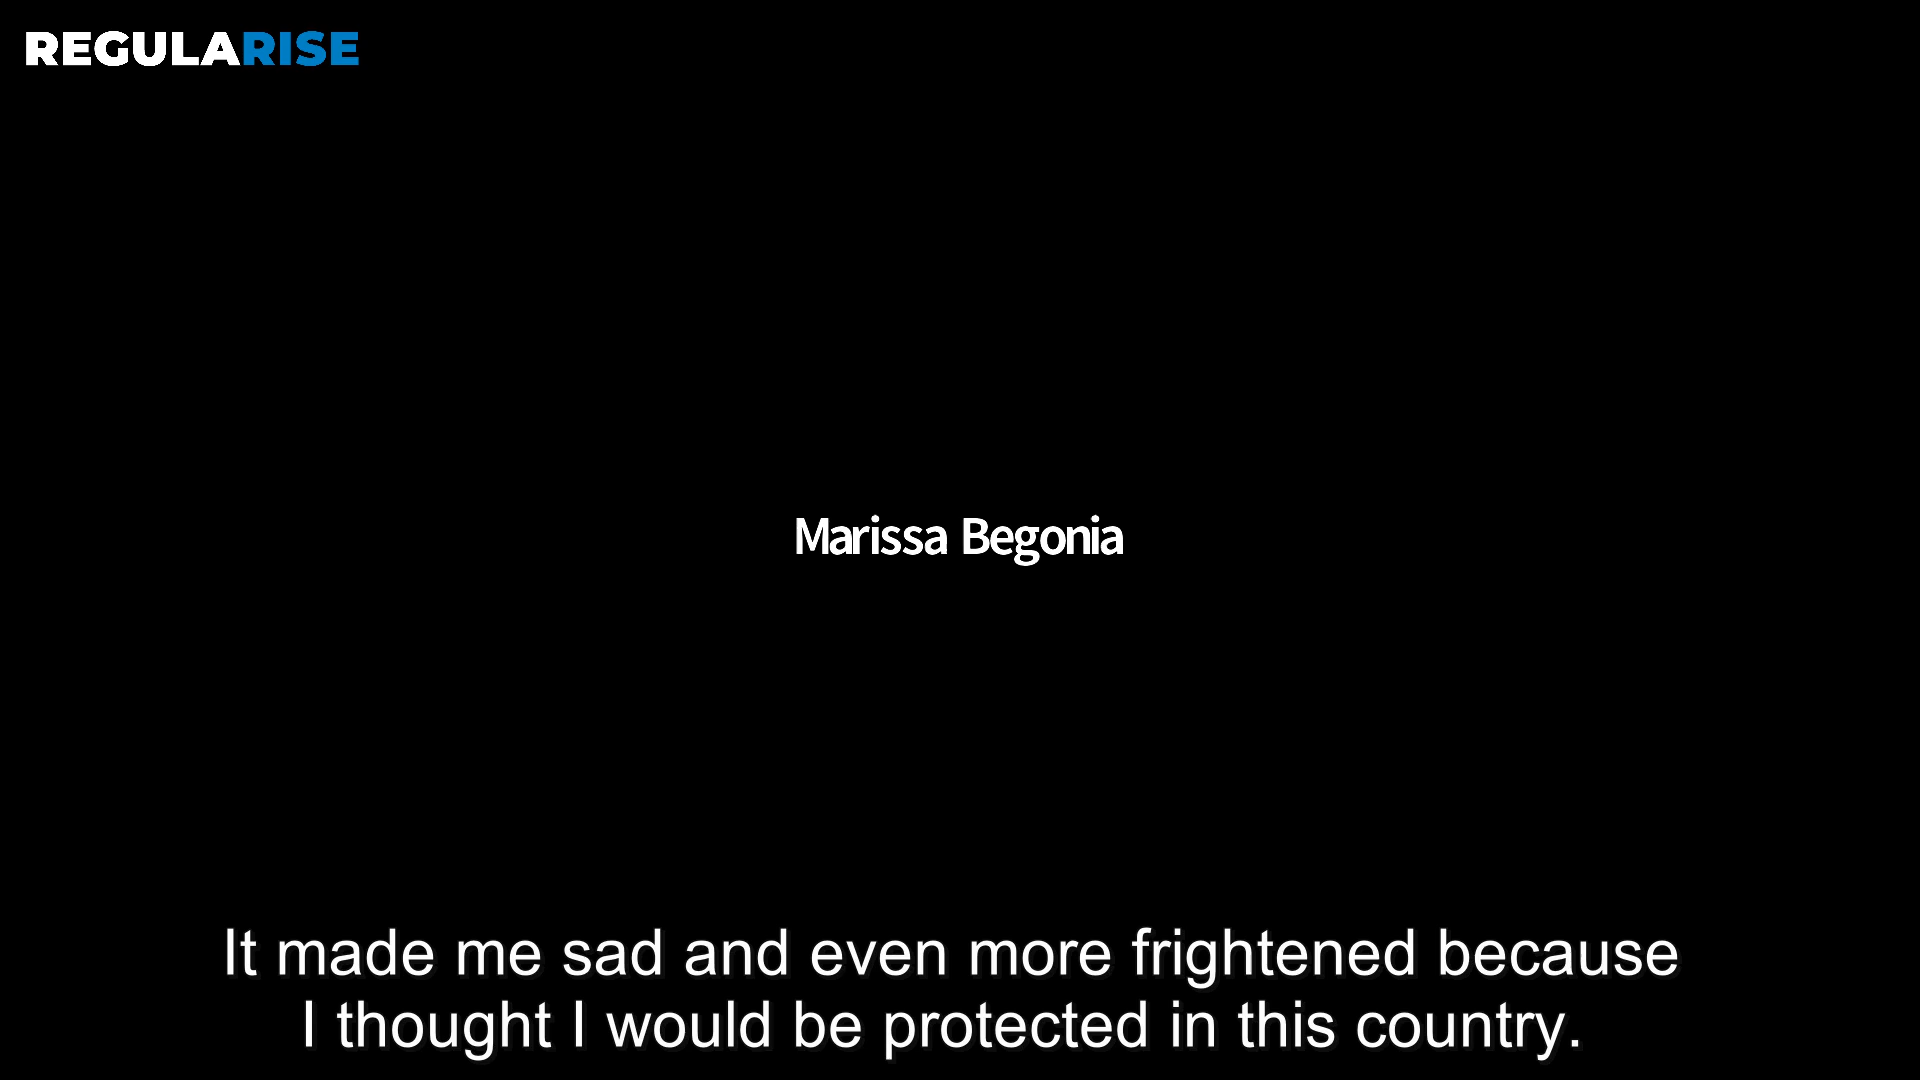 REGULARISE
Marissa Begonia
It made me sad and even more frightened because
I thought I would be protected in this country.